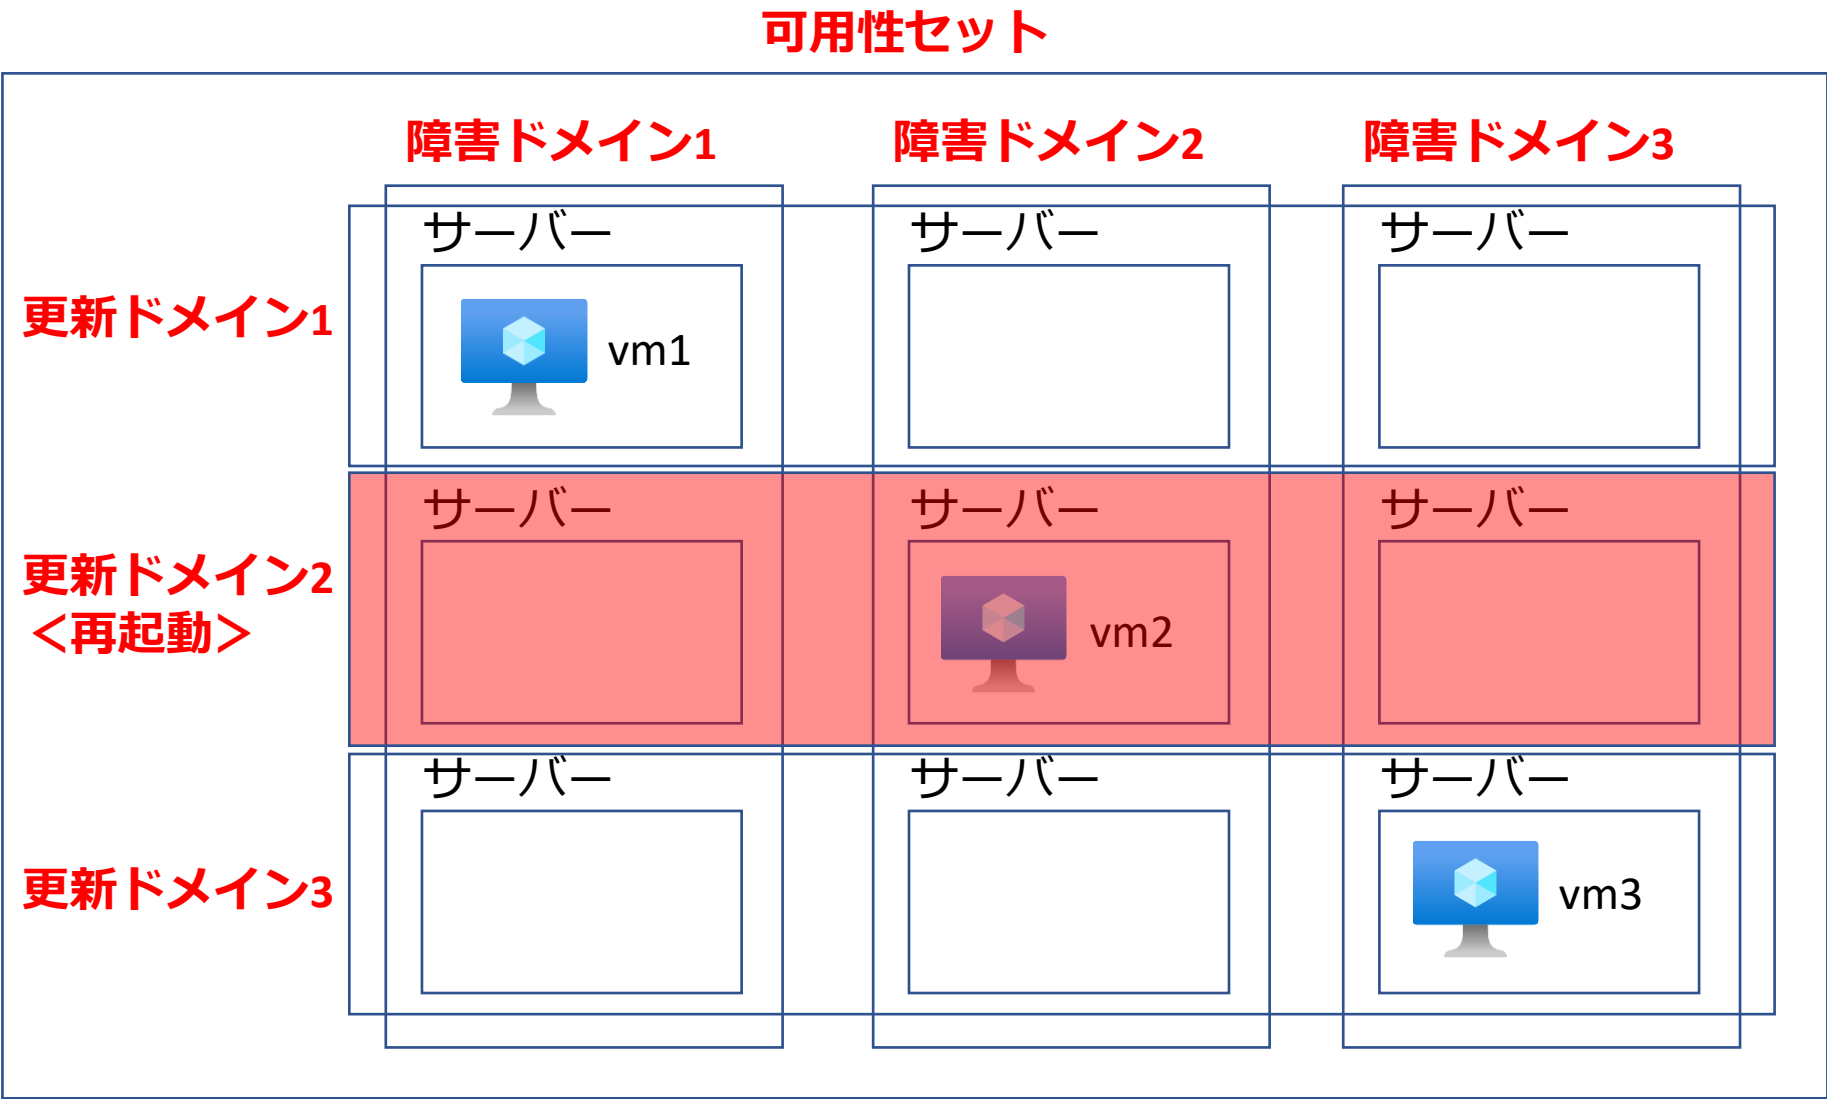 可用性セット
障害ドメイン1
障害ドメイン2
障害ドメイン3
サーバー
サーバー
サーバー
更新ドメイン1
vm1
サーバー
サーバー
サーバー
更新ドメイン2
＜再起動＞
vm2
サーバー
サーバー
サーバー
更新ドメイン3
vm3